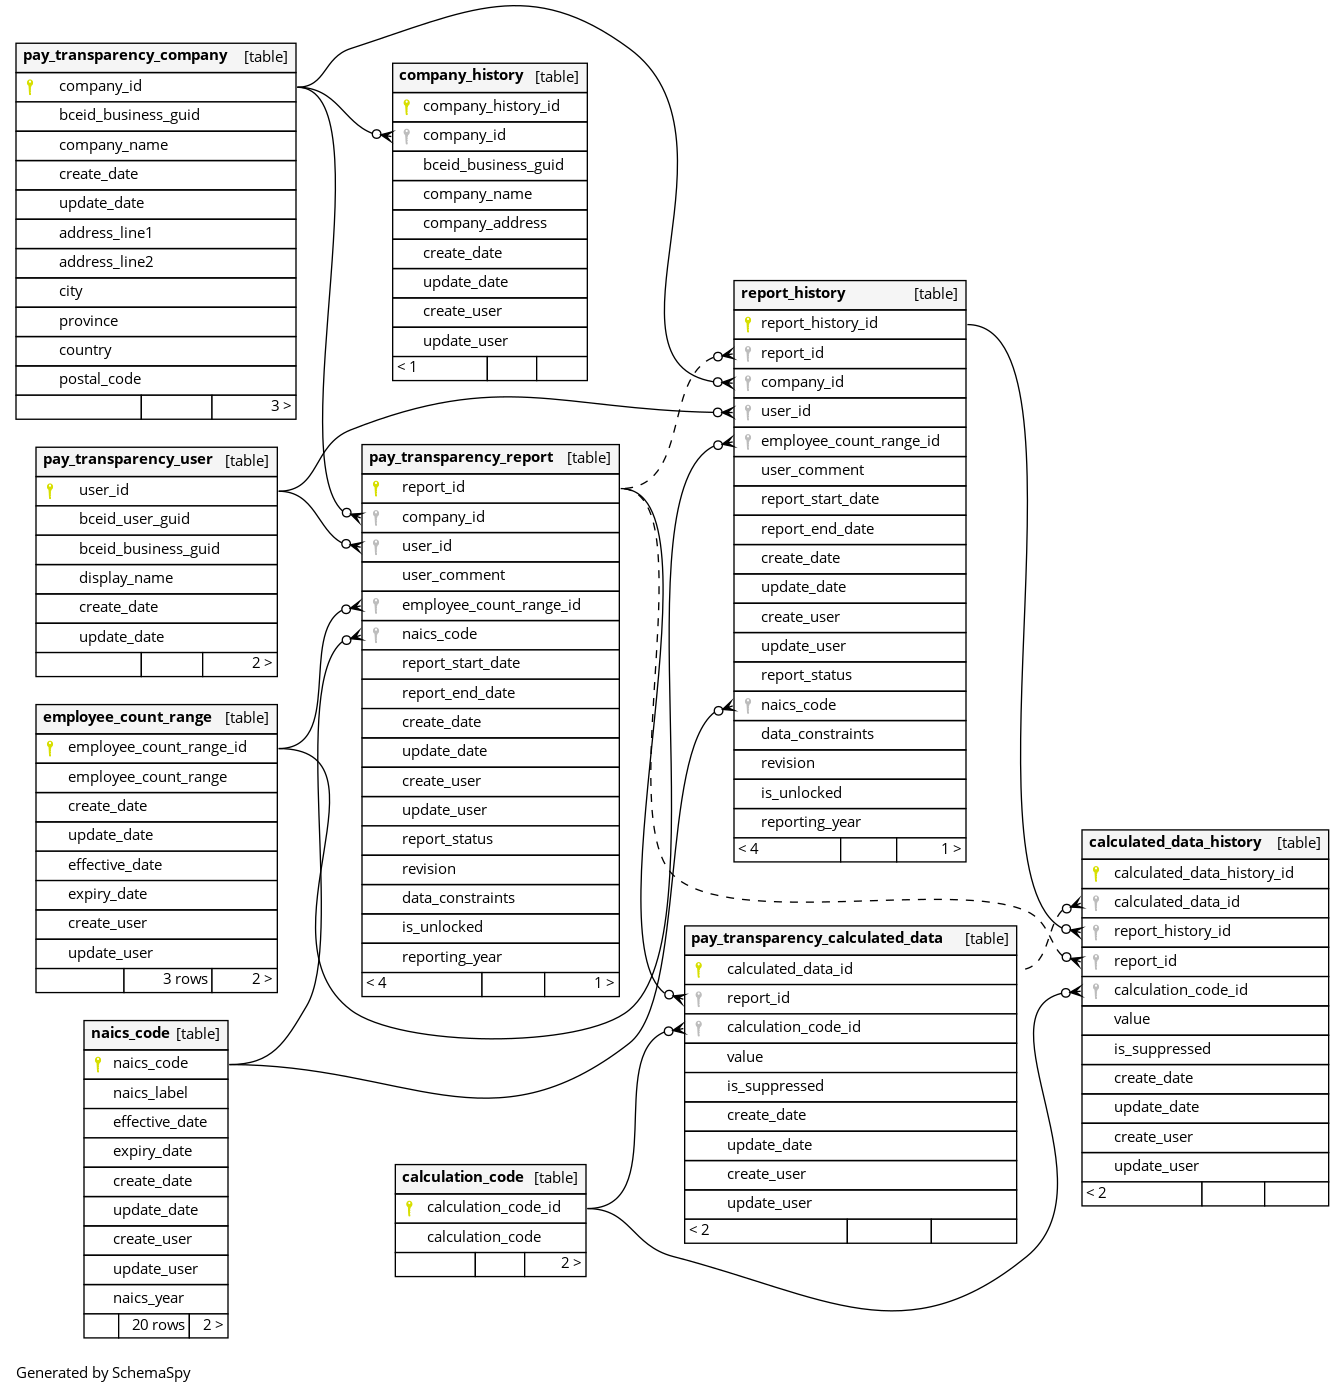 pay_transparency_company [table]
company_id
bceid_business_guid
company_name
create_date
update_date
address_line1
address_line2
city
province
country
postal_code
3 >
company_history [table]
company_history_id
company_id
bceid_business_guid
company_name
company_address
create_date
update_date
create_user
update_user
< 1
report_history [table]
report_history_id
report_id
company_id
user_id
employee_count_range_id
user_comment
report_start_date
report_end_date
create_date
update_date
create_user
update_user
report_status
naics_code
data_constraints
revision
is_unlocked
reporting_year
< 4 1 >
pay_transparency_user [table]
user_id
bceid_user_guid
bceid_business_guid
display_name
create_date
update_date
2 >
pay_transparency_report [table]
report_id
company_id
user_id
user_comment
employee_count_range_id
naics_code
report_start_date
report_end_date
create_date
update_date
create_user
update_user
report_status
revision
data_constraints
is_unlocked
reporting_year
< 4 1 >
employee_count_range [table]
employee_count_range_id
employee_count_range
create_date
update_date
effective_date
expiry_date
create_user
update_user
3 rows 2 >
calculated_data_history [table]
calculated_data_history_id
calculated_data_id
report_history_id
report_id
calculation_code_id
value
is_suppressed
create_date
update_date
create_user
update_user
< 2
pay_transparency_calculated_data [table]
calculated_data_id
report_id
calculation_code_id
value
is_suppressed
create_date
update_date
create_user
update_user
< 2
naics_code [table]
naics_code
naics_label
effective_date
expiry_date
create_date
update_date
create_user
update_user
naics_year
20 rows 2 >
calculation_code [table]
calculation_code_id
calculation_code
2 >
Generated by SchemaSpy